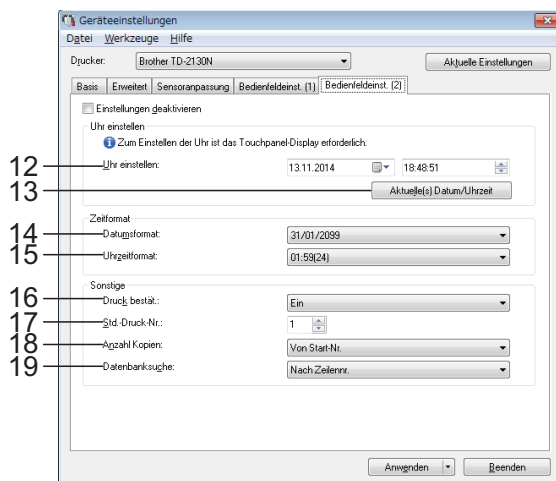 Geräteeinstellungen
Datei Werkzeuge Hilfe
Drucker: Brother TD-2130N Aktuelle Einstellungen
Basis Erweitert Sensoranpassung Bedienfeldeinst. (1) Bedienfeldeinst. (2)
Einstellungen deaktivieren
Uhr einstellen
Zum Einstellen der Uhr ist das Touchpanel-Display erforderlich.
12 Uhr einstellen: 13.11.2014 18:48:51
13 Aktuelle(s) Datum/Uhrzeit
Zeitformat
14 Datumsformat: 31/01/2099
15 Uhrzeitformat: 01:59(24)
Sonstige
16 Druck bestät.: Ein
17 Std.-Druck-Nr.: 1
18 Anzahl Kopien: Von Start-Nr.
19 Datenbanksuche: Nach Zeilennr.
Anwenden Beenden